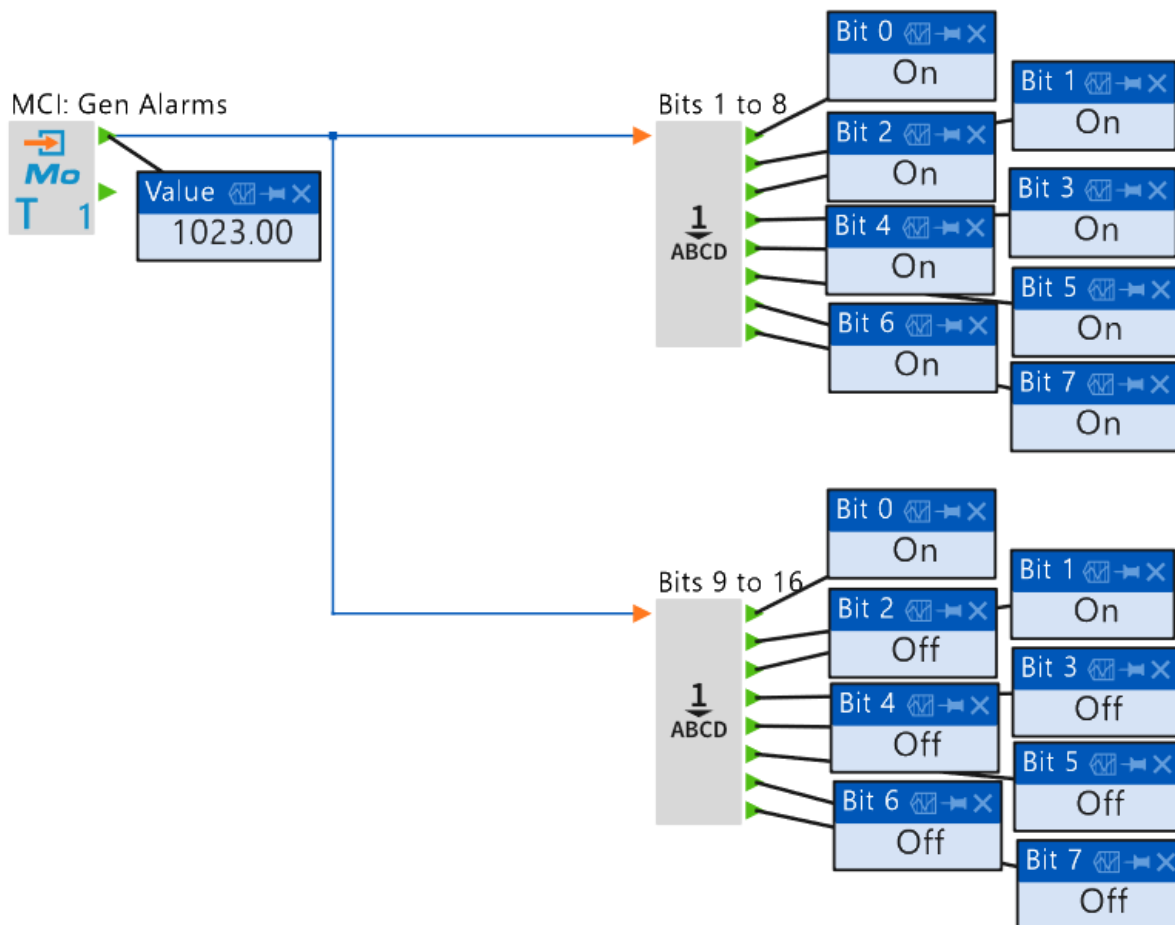 Bit 0
On
MCI: Gen Alarms
Bits 1 to 8
Bit 1
On
Mo
T 1
Value
1023.00
Bit 2
On
1
ABCD
Bit 3
On
Bit 4
On
Bit 5
On
Bit 6
On
Bit 7
On
Bit 0
On
Bits 9 to 16
Bit 1
On
Bit 2
Off
1
ABCD
Bit 3
Off
Bit 4
Off
Bit 5
Off
Bit 6
Off
Bit 7
Off